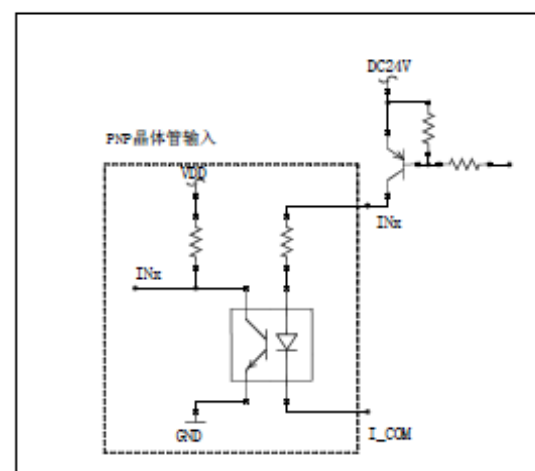 DC24V
PNP晶体管输入
VDD
INx
INx
GND
I_COM